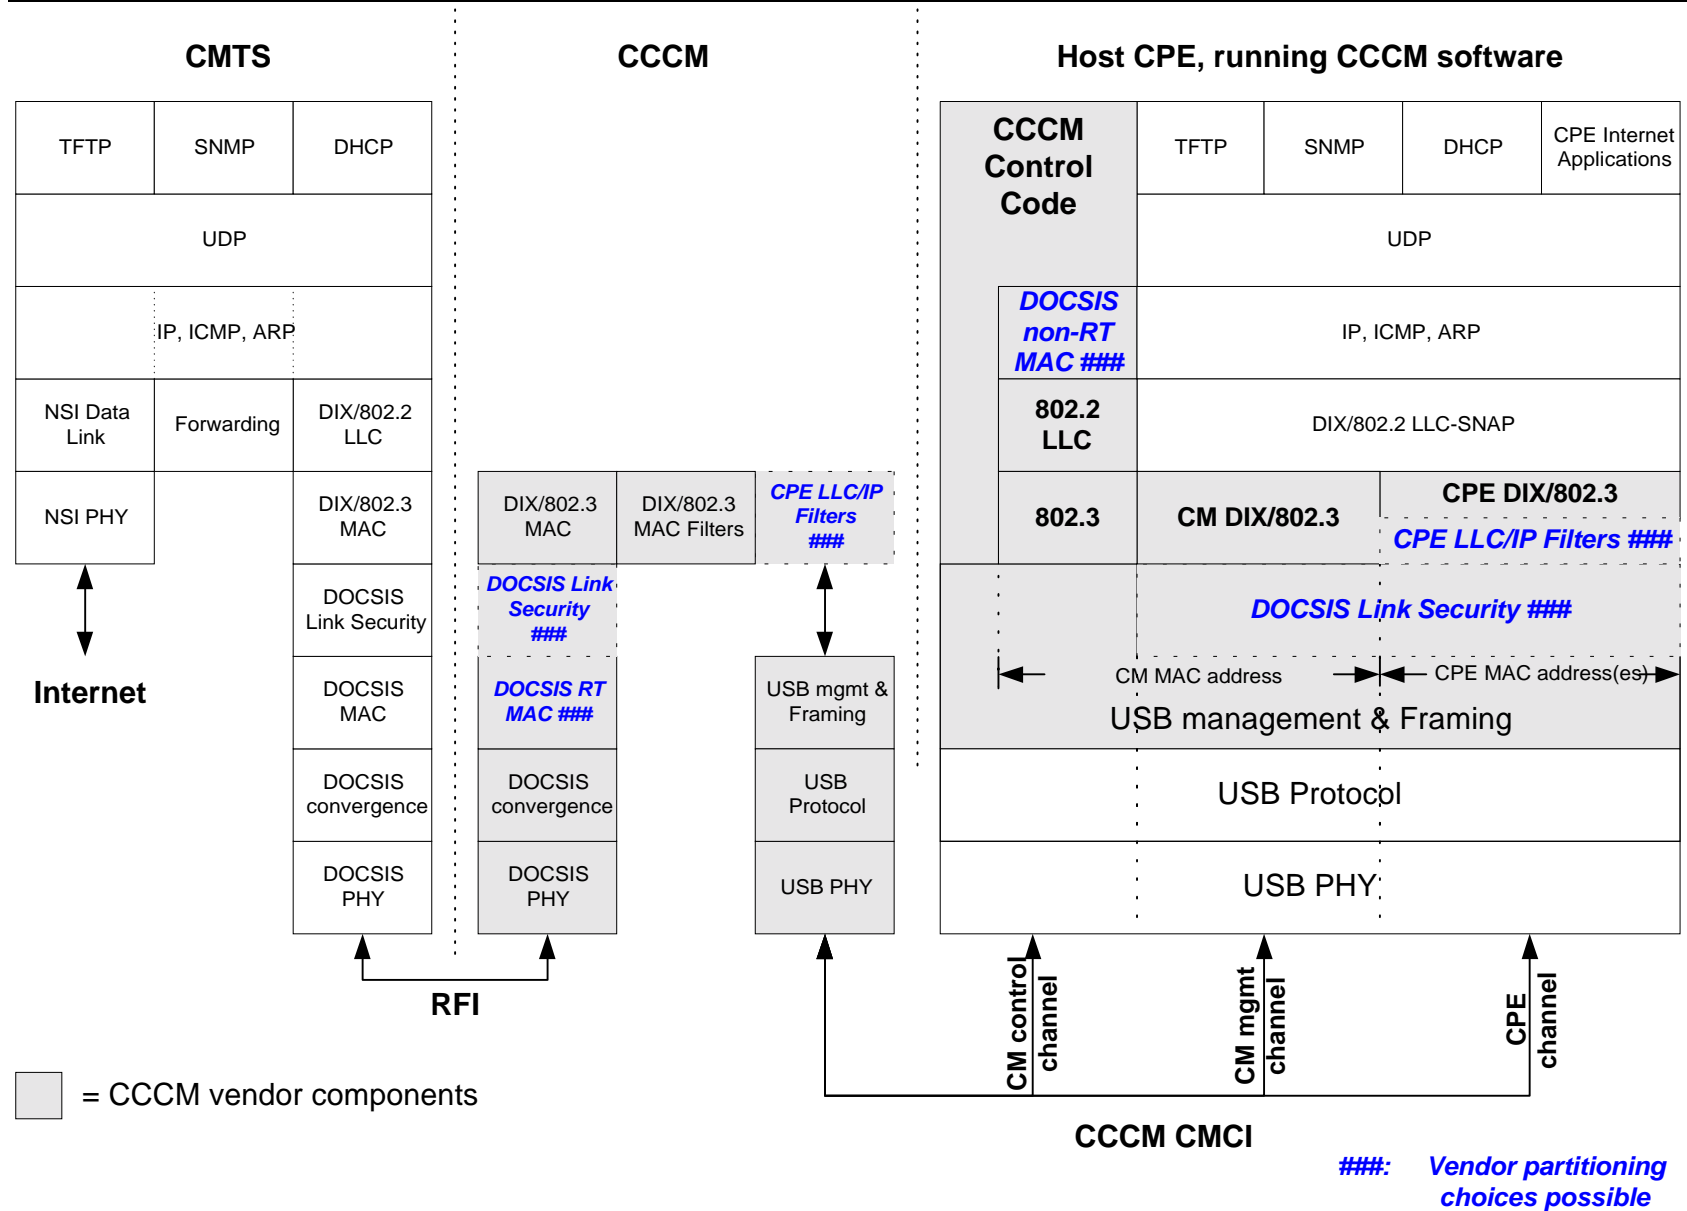 CMTS
CCCM
Host CPE, running CCCM software
TFTP
SNMP
DHCP
UDP
IP, ICMP, ARP
NSI Data
Link
Forwarding
DIX/802.2
LLC
NSI PHY
DIX/802.3
MAC
DOCSIS
Link Security
DOCSIS
MAC
DOCSIS
convergence
DOCSIS
PHY
Internet
DIX/802.3
MAC
DIX/802.3
MAC Filters
CPE LLC/IP
Filters
###
DOCSIS Link
Security
###
DOCSIS RT
MAC ###
DOCSIS
convergence
DOCSIS
PHY
USB mgmt &
Framing
USB
Protocol
USB PHY
RFI
CCCM
Control
Code
TFTP
SNMP
DHCP
CPE Internet
Applications
UDP
DOCSIS
non-RT
MAC ###
IP, ICMP, ARP
802.2
LLC
DIX/802.2 LLC-SNAP
802.3
CM DIX/802.3
CPE DIX/802.3
CPE LLC/IP Filters ###
DOCSIS Link Security ###
CM MAC address
CPE MAC address(es)
USB management & Framing
USB Protocol
USB PHY
CM control
channel
CM mgmt
channel
CPE
channel
CCCM CMCI
= CCCM vendor components
###: Vendor partitioning
choices possible